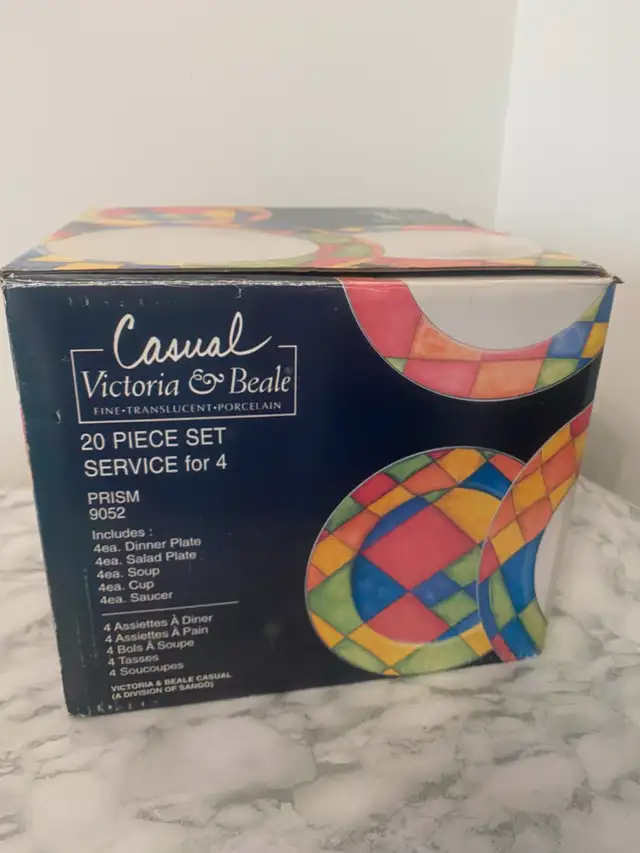 Casual
Victoria & Beale®
FINE•TRANSLUCENT•PORCELAIN
20 PIECE SET
SERVICE for 4
PRISM
9052
Includes :
4ea. Dinner Plate
4ea. Salad Plate
4ea. Soup
4ea. Cup
4ea. Saucer
4 Assiettes À Diner
4 Assiettes À Pain
4 Bols À Soupe
4 Tasses
4 Soucoupes
VICTORIA & BEALE CASUAL
(A DIVISION OF SANGO)